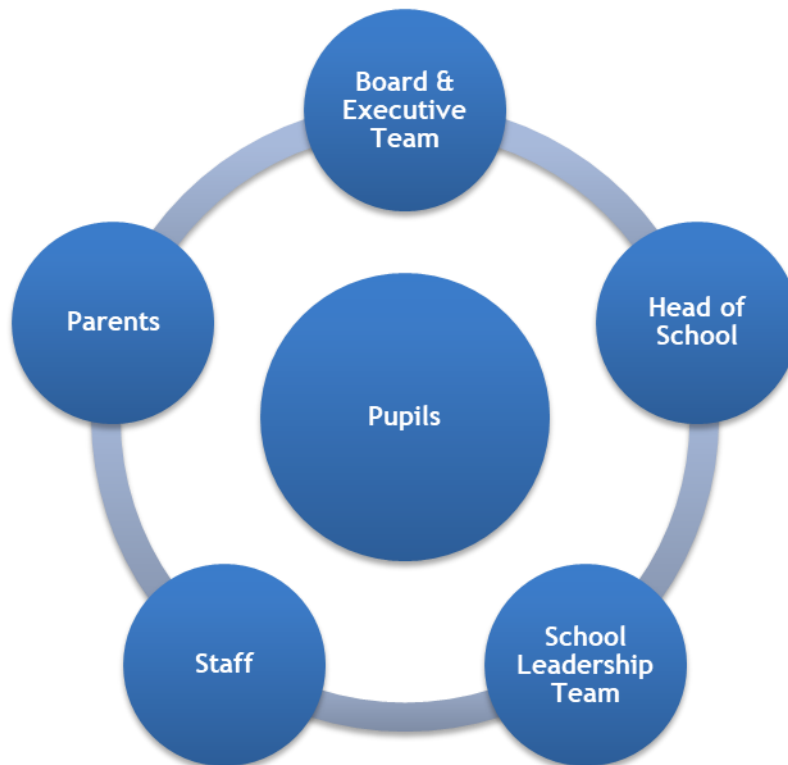 Board &
Executive
Team
Head of
School
Parents
Pupils
School
Leadership
Team
Staff